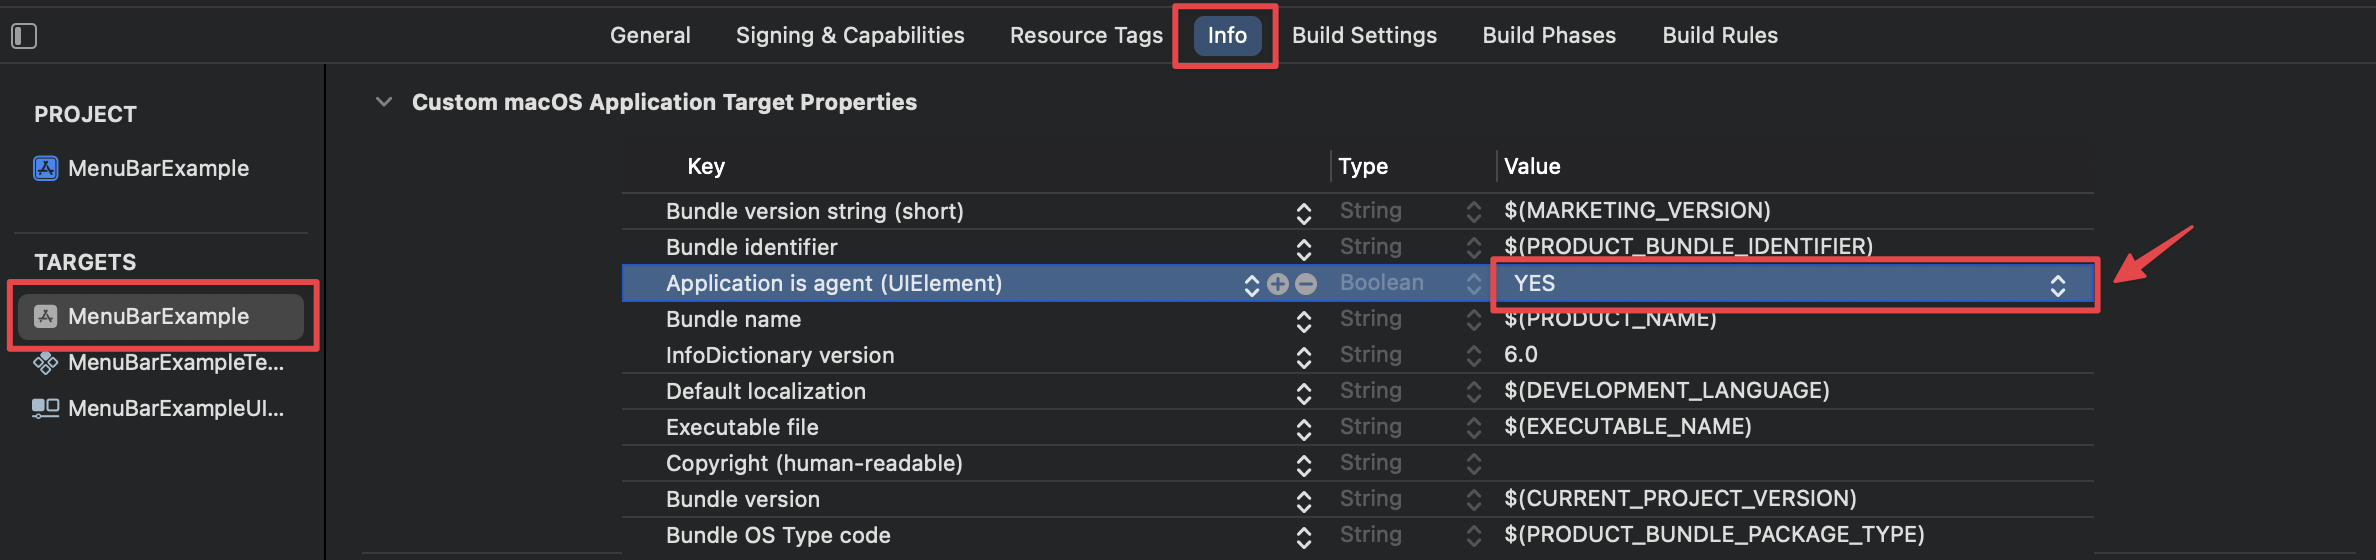 General Signing & Capabilities Resource Tags Info Build Settings Build Phases Build Rules
PROJECT
MenuBarExample
TARGETS
MenuBarExample
MenuBarExampleTe...
MenuBarExampleUI...
Custom macOS Application Target Properties
Key Type Value
Bundle version string (short) String $(MARKETING_VERSION)
Bundle identifier String $(PRODUCT_BUNDLE_IDENTIFIER)
Application is agent (UIElement) Boolean YES
Bundle name String $(PRODUCT_NAME)
InfoDictionary version String 6.0
Default localization String $(DEVELOPMENT_LANGUAGE)
Executable file String $(EXECUTABLE_NAME)
Copyright (human-readable) String
Bundle version String $(CURRENT_PROJECT_VERSION)
Bundle OS Type code String $(PRODUCT_BUNDLE_PACKAGE_TYPE)